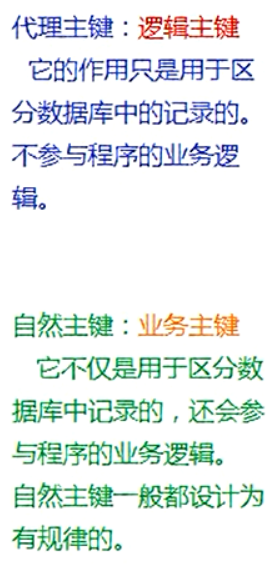 代理主键：逻辑主键
它的作用只是用于区
分数据库中的记录的。
不参与程序的业务逻
辑。
自然主键：业务主键
它不仅是用于区分数
据库中记录的，还会参
与程序的业务逻辑。
自然主键一般都设计为
有规律的。